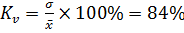 K_v = σ/x̄ × 100% = 84%